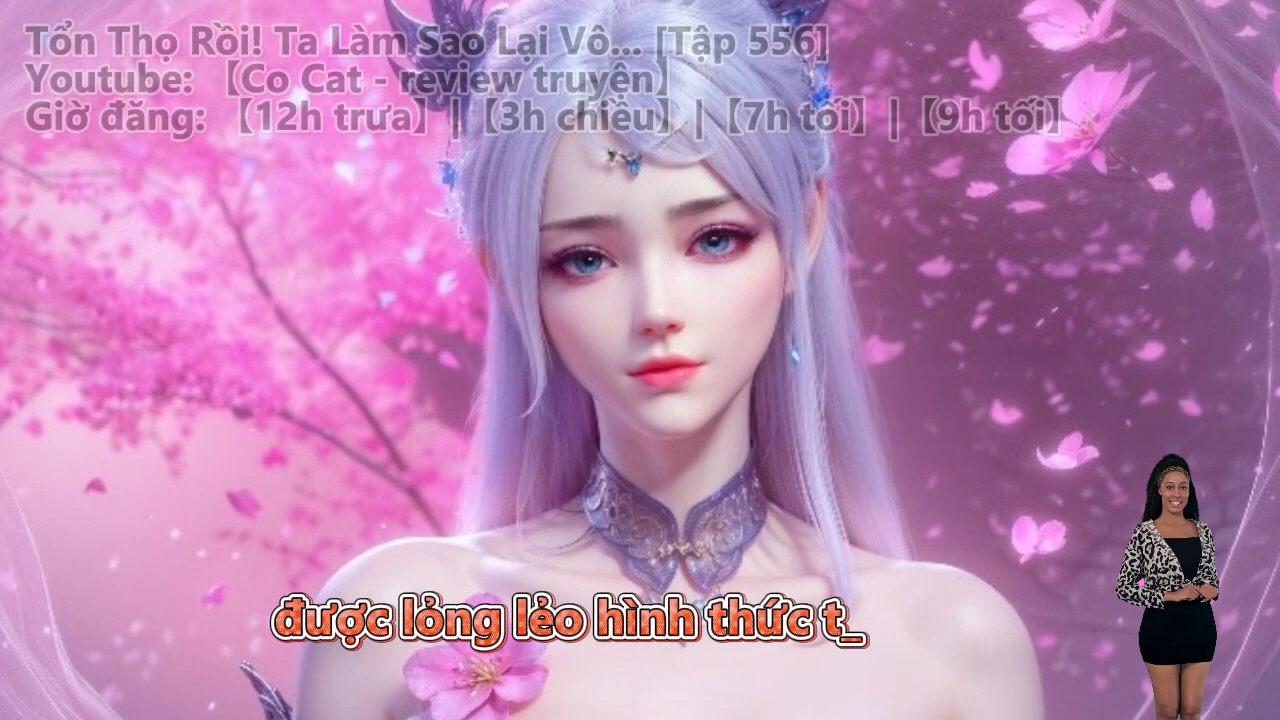 Tổn Thọ Rồi! Ta Làm Sao Lại Vô... [Tập 556]
Youtube: 【Co Cat - review truyện】
Giờ đăng: 【12h trưa】 | 【3h chiều】 | 【7h tối】 | 【9h tối】
được lỏng lẻo hình thức t_